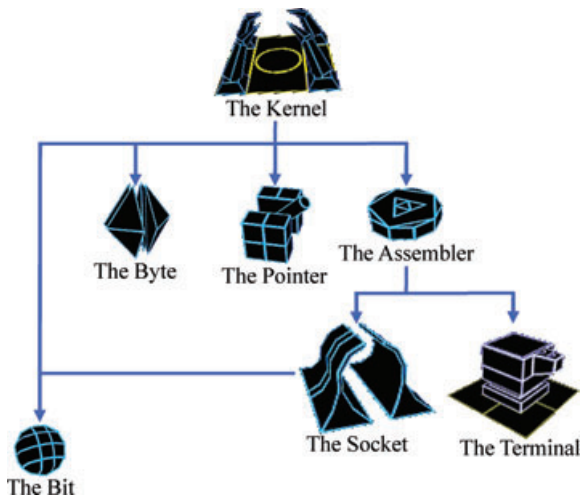 The Kernel
The Byte
The Pointer
The Assembler
The Socket
The Terminal
The Bit